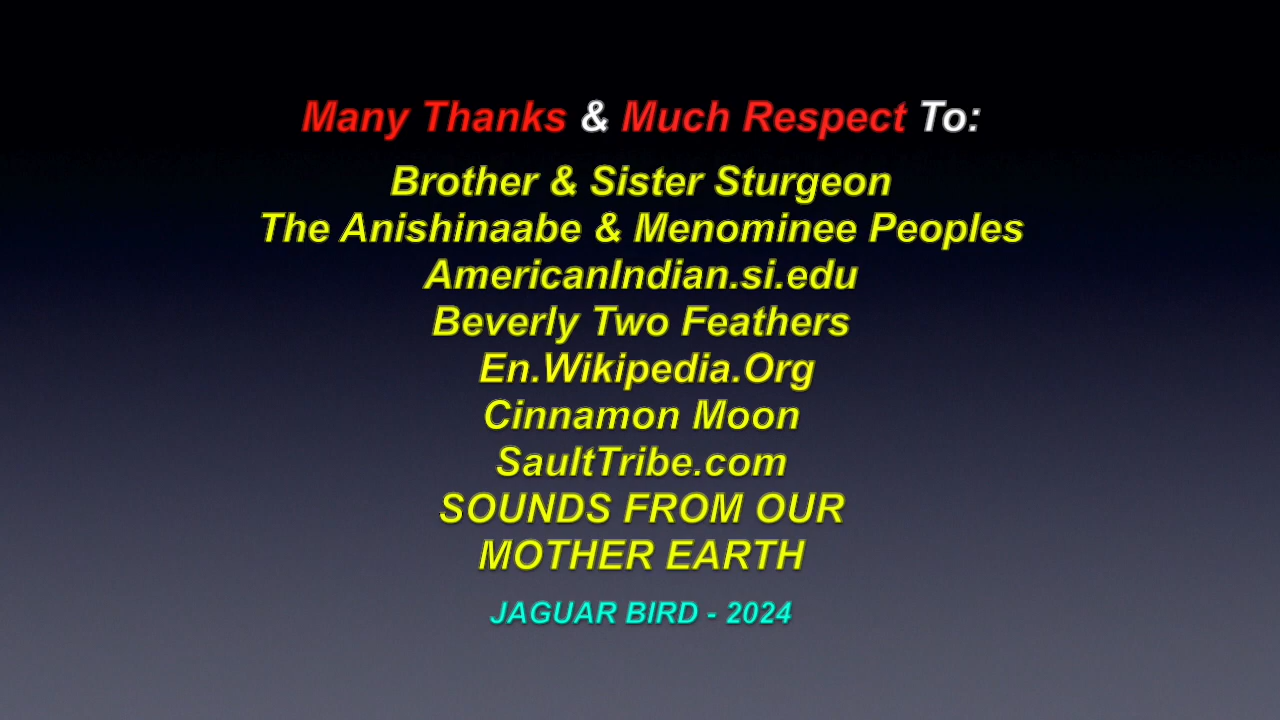 Many Thanks & Much Respect To:
Brother & Sister Sturgeon
The Anishinaabe & Menominee Peoples
AmericanIndian.si.edu
Beverly Two Feathers
En.Wikipedia.Org
Cinnamon Moon
SaultTribe.com
SOUNDS FROM OUR
MOTHER EARTH
JAGUAR BIRD - 2024